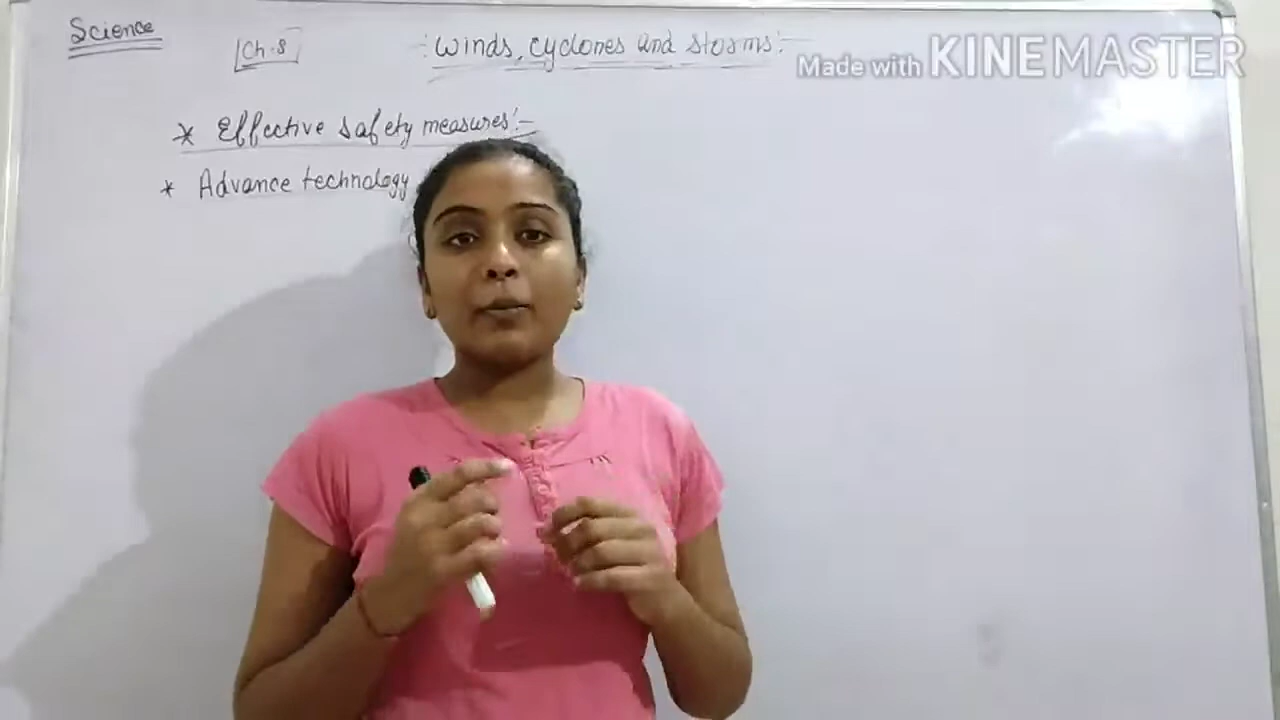 Science
Ch.8
:Winds, cyclones and storms:-
Made with KINEMASTER
* Effective safety measures:-
* Advance technology